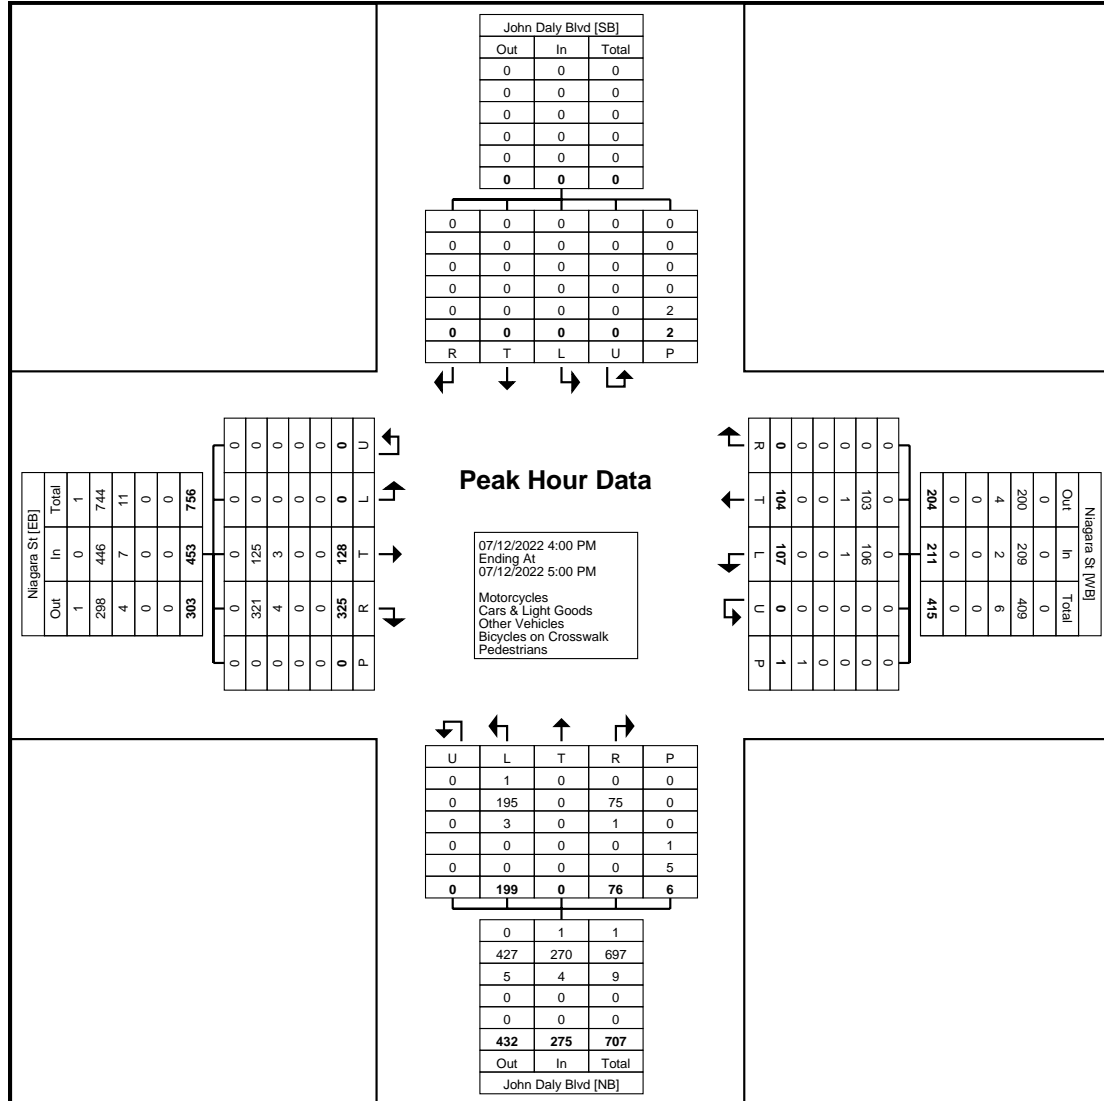 John Daly Blvd [SB]
Out In Total
0 0 0
0 0 0
0 0 0
0 0 0
0 0 0
0 0 0
0 0 0 0 0
0 0 0 0 0
0 0 0 0 0
0 0 0 0 0
0 0 0 0 2
0 0 0 0 2
R T L U P
Niagara St [EB]
Total 1 744 11 0 0 756
In 0 446 7 0 0 453
Out 1 298 4 0 0 303
0 0 0 0 0 0 U
0 0 0 0 0 0 L
0 125 3 0 0 128 T
0 321 4 0 0 325 R
0 0 0 0 0 0 P
Peak Hour Data
07/12/2022 4:00 PM
Ending At
07/12/2022 5:00 PM
Motorcycles
Cars & Light Goods
Other Vehicles
Bicycles on Crosswalk
Pedestrians
R 0 0 0 0 0 0
T 104 0 0 1 103 0
L 107 0 0 1 106 0
U 0 0 0 0 0 0
P 1 1 0 0 0 0
204 0 0 4 200 0 Out
211 0 0 2 209 0 In
415 0 0 6 409 0 Total
Niagara St [WB]
U L T R P
0 1 0 0 0
0 195 0 75 0
0 3 0 1 0
0 0 0 0 1
0 0 0 0 5
0 199 0 76 6
0 1 1
427 270 697
5 4 9
0 0 0
0 0 0
432 275 707
Out In Total
John Daly Blvd [NB]